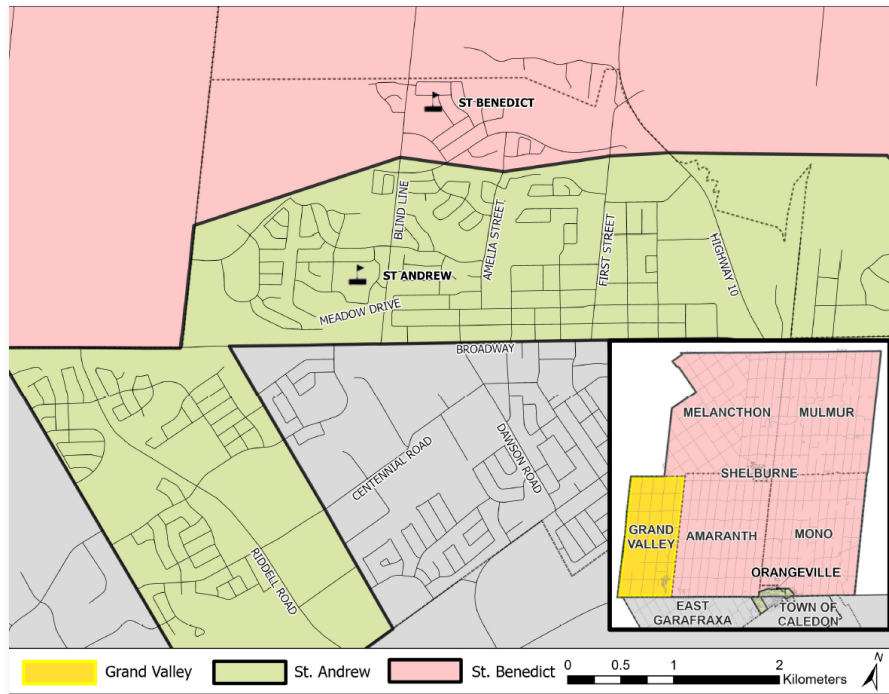 ST BENEDICT
BLIND LINE
AMELIA STREET
FIRST STREET
HIGHWAY 10
ST ANDREW
MEADOW DRIVE
BROADWAY
CENTENNIAL ROAD
DAWSON ROAD
RIDDELL ROAD
MELANCTHON
MULMUR
SHELBURNE
GRAND
VALLEY
AMARANTH
MONO
ORANGEVILLE
EAST
GARAFRAXA
TOWN OF
CALEDON
Grand Valley
St. Andrew
St. Benedict
0 0.5 1 2
Kilometers
N